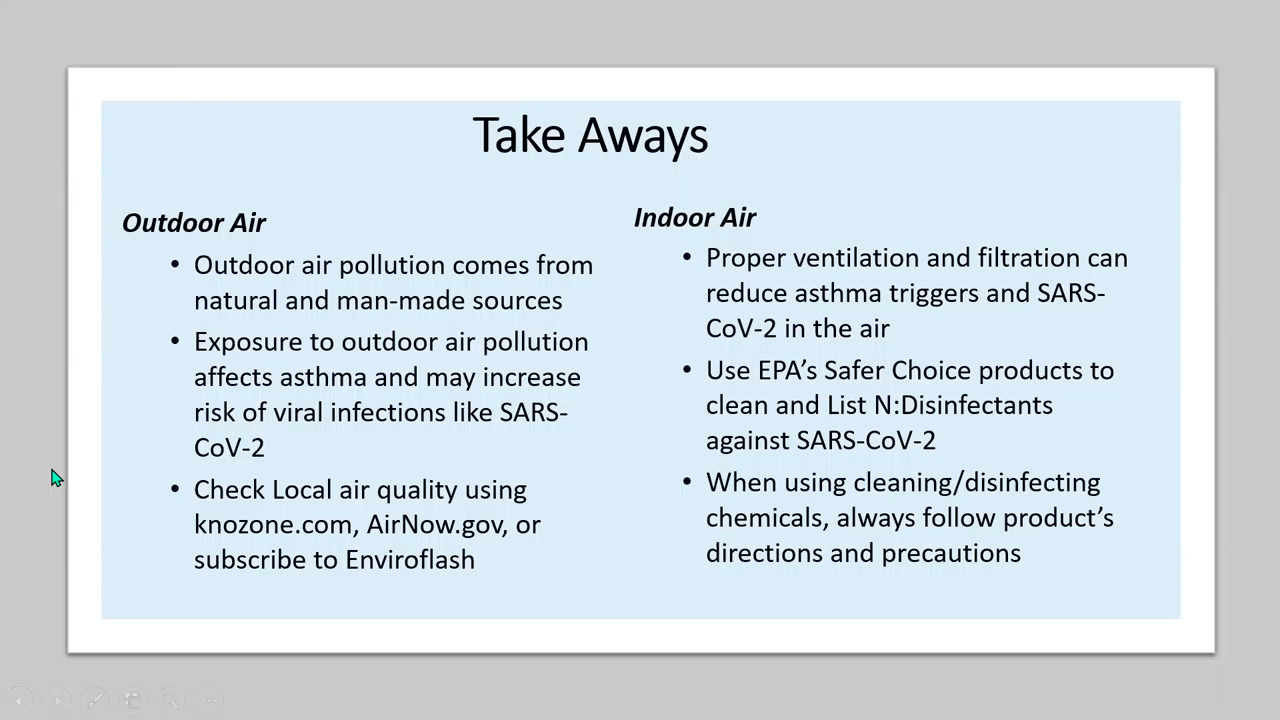 Take Aways
Outdoor Air
• Outdoor air pollution comes from
natural and man-made sources
• Exposure to outdoor air pollution
affects asthma and may increase
risk of viral infections like SARS-
CoV-2
• Check Local air quality using
knozone.com, AirNow.gov, or
subscribe to Enviroflash
Indoor Air
• Proper ventilation and filtration can
reduce asthma triggers and SARS-
CoV-2 in the air
• Use EPA’s Safer Choice products to
clean and List N:Disinfectants
against SARS-CoV-2
• When using cleaning/disinfecting
chemicals, always follow product’s
directions and precautions